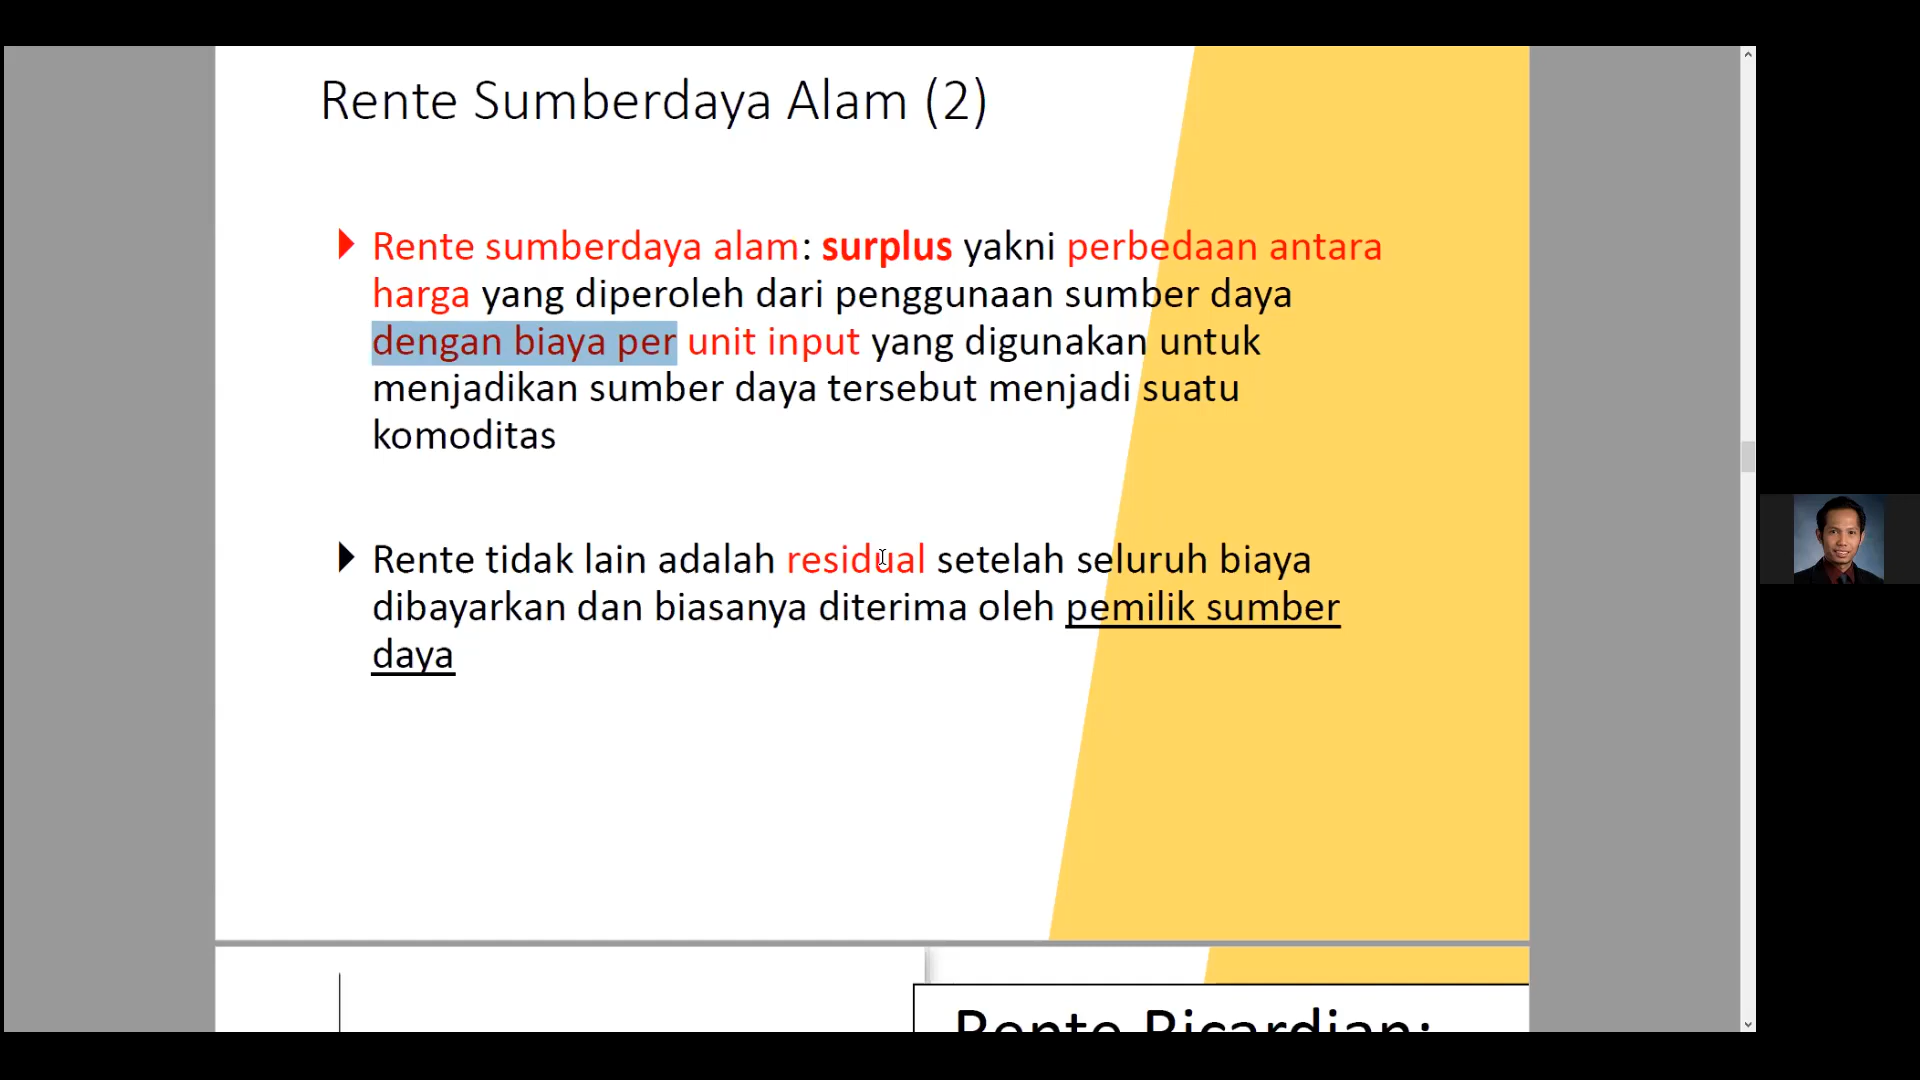 Rente Sumberdaya Alam (2)
Rente sumberdaya alam: surplus yakni perbedaan antara
harga yang diperoleh dari penggunaan sumber daya
dengan biaya per unit input yang digunakan untuk
menjadikan sumber daya tersebut menjadi suatu
komoditas
Rente tidak lain adalah residual setelah seluruh biaya
dibayarkan dan biasanya diterima oleh pemilik sumber
daya
Rente Ricardian: